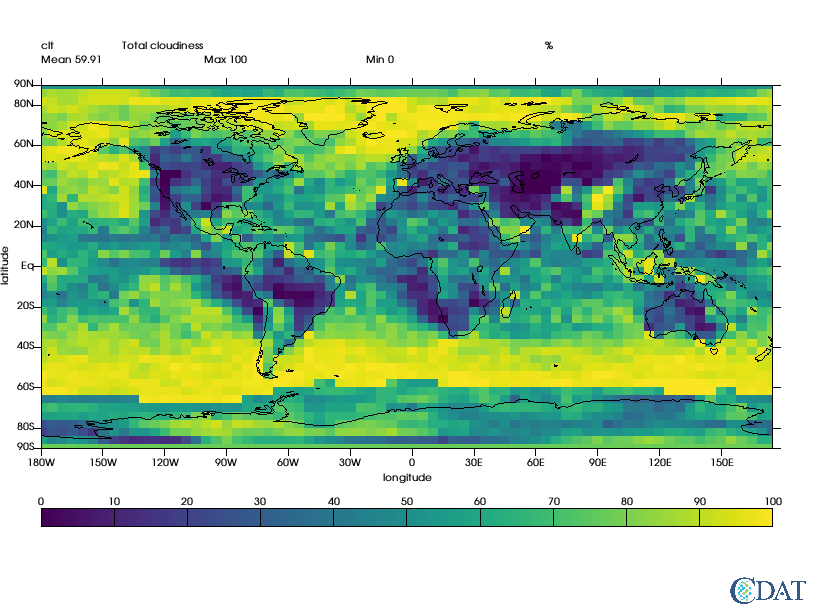 clt Total cloudiness %
Mean 59.91 Max 100 Min 0
90N
80N
60N
40N
20N
Eq
20S
40S
60S
80S
90S
latitude
180W 150W 120W 90W 60W 30W 0 30E 60E 90E 120E 150E
longitude
0 10 20 30 40 50 60 70 80 90 100
CDAT